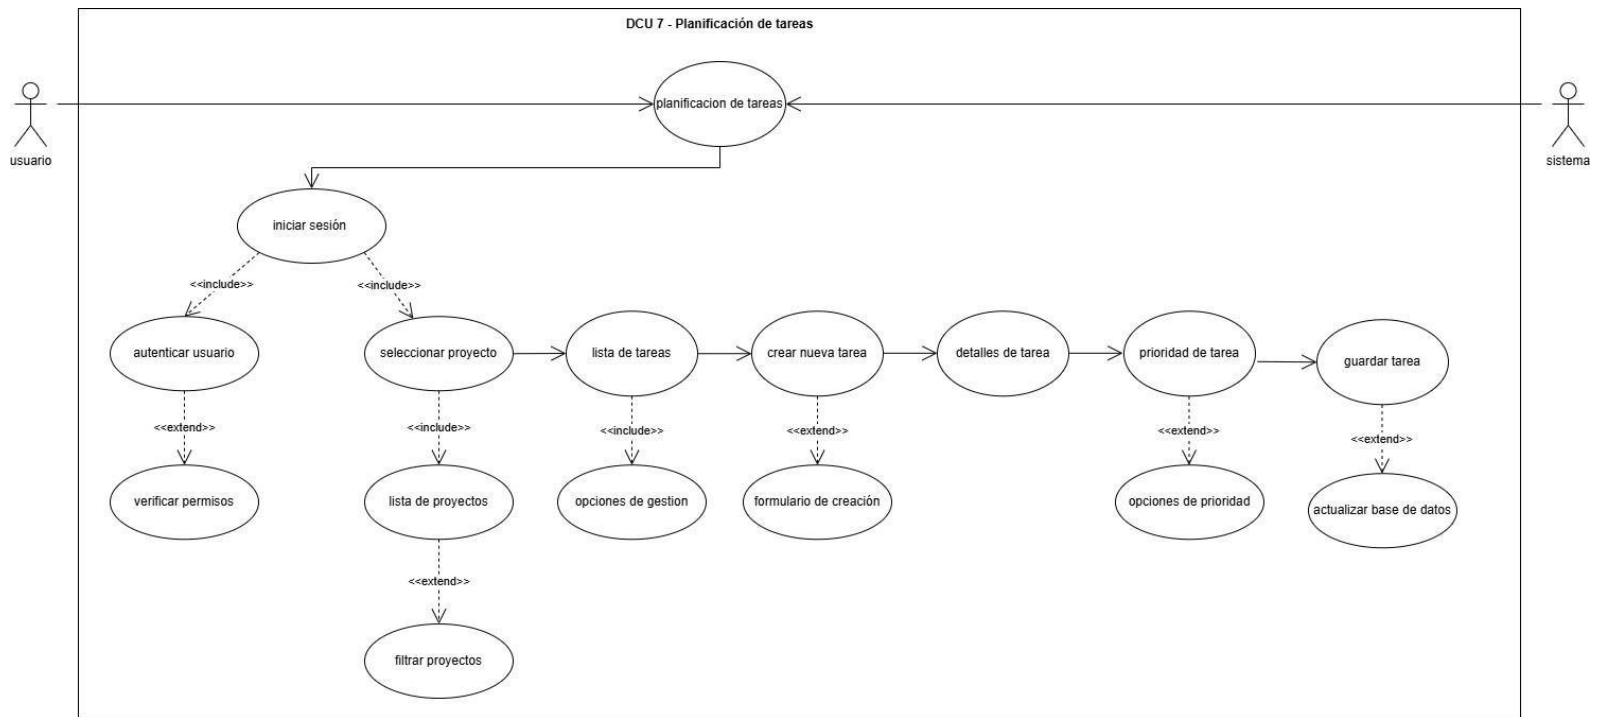 DCU 7 - Planificación de tareas
planificacion de tareas
usuario
sistema
iniciar sesión
<<include>>
<<include>>
autenticar usuario
seleccionar proyecto
lista de tareas
crear nueva tarea
detalles de tarea
prioridad de tarea
guardar tarea
<<extend>>
<<include>>
<<include>>
<<extend>>
<<extend>>
<<extend>>
verificar permisos
lista de proyectos
opciones de gestion
formulario de creación
opciones de prioridad
actualizar base de datos
<<extend>>
filtrar proyectos